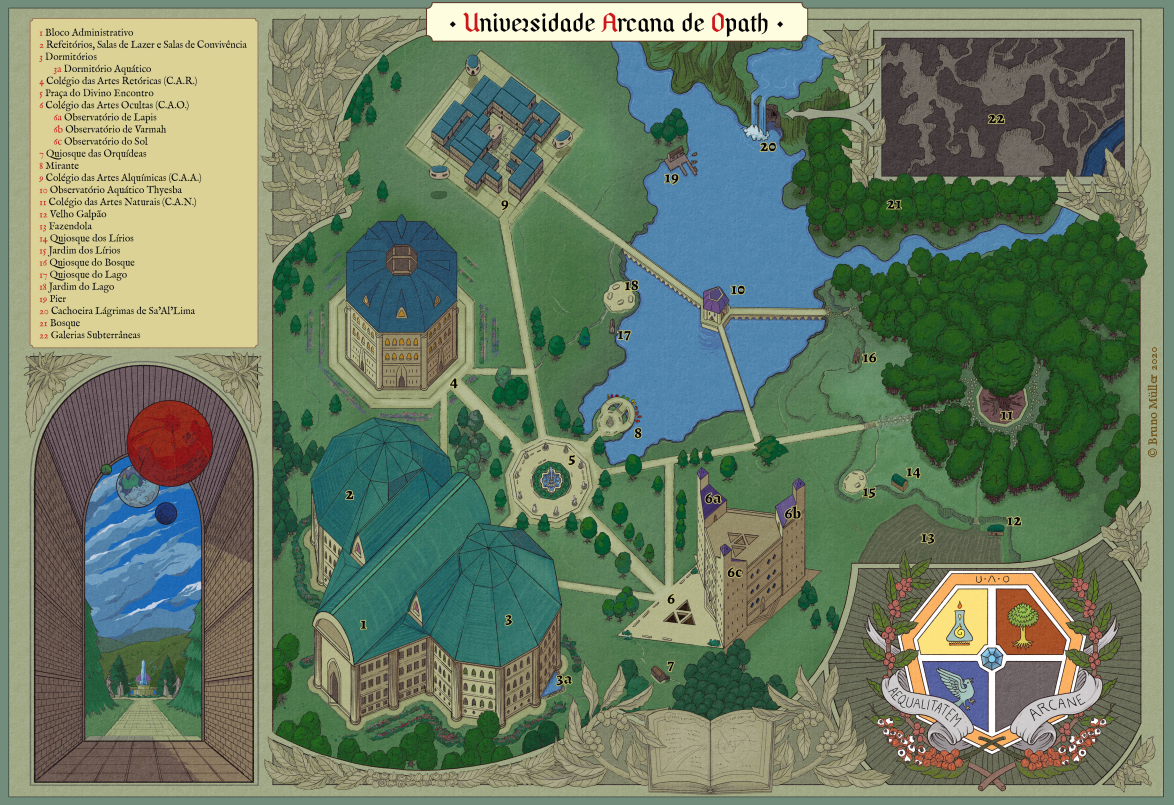 • Universidade Arcana de Opath •
1 Bloco Administrativo
2 Refeitórios, Salas de Lazer e Salas de Convivência
3 Dormitórios
3a Dormitório Aquático
4 Colégio das Artes Retóricas (C.A.R.)
5 Praça do Divino Encontro
6 Colégio das Artes Ocultas (C.A.O.)
6a Observatório de Lapis
6b Observatório de Varmah
6c Observatório do Sol
7 Quiosque das Orquídeas
8 Mirante
9 Colégio das Artes Alquímicas (C.A.A.)
10 Observatório Aquático Thyesba
11 Colégio das Artes Naturais (C.A.N.)
12 Velho Galpão
13 Fazendola
14 Quiosque dos Lírios
15 Jardim dos Lírios
16 Quiosque do Bosque
17 Quiosque do Lago
18 Jardim do Lago
19 Pier
20 Cachoeira Lágrimas de Sa'Al'Lima
21 Bosque
22 Galerias Subterrâneas
22
20
19
21
9
18
10
17
16
4
11
8
5
14
15
2
6a
6b
12
13
6c
6
1
3
7
3a
© Bruno Müller 2020
U·A·O
AEQUALITATEM
ARCANE